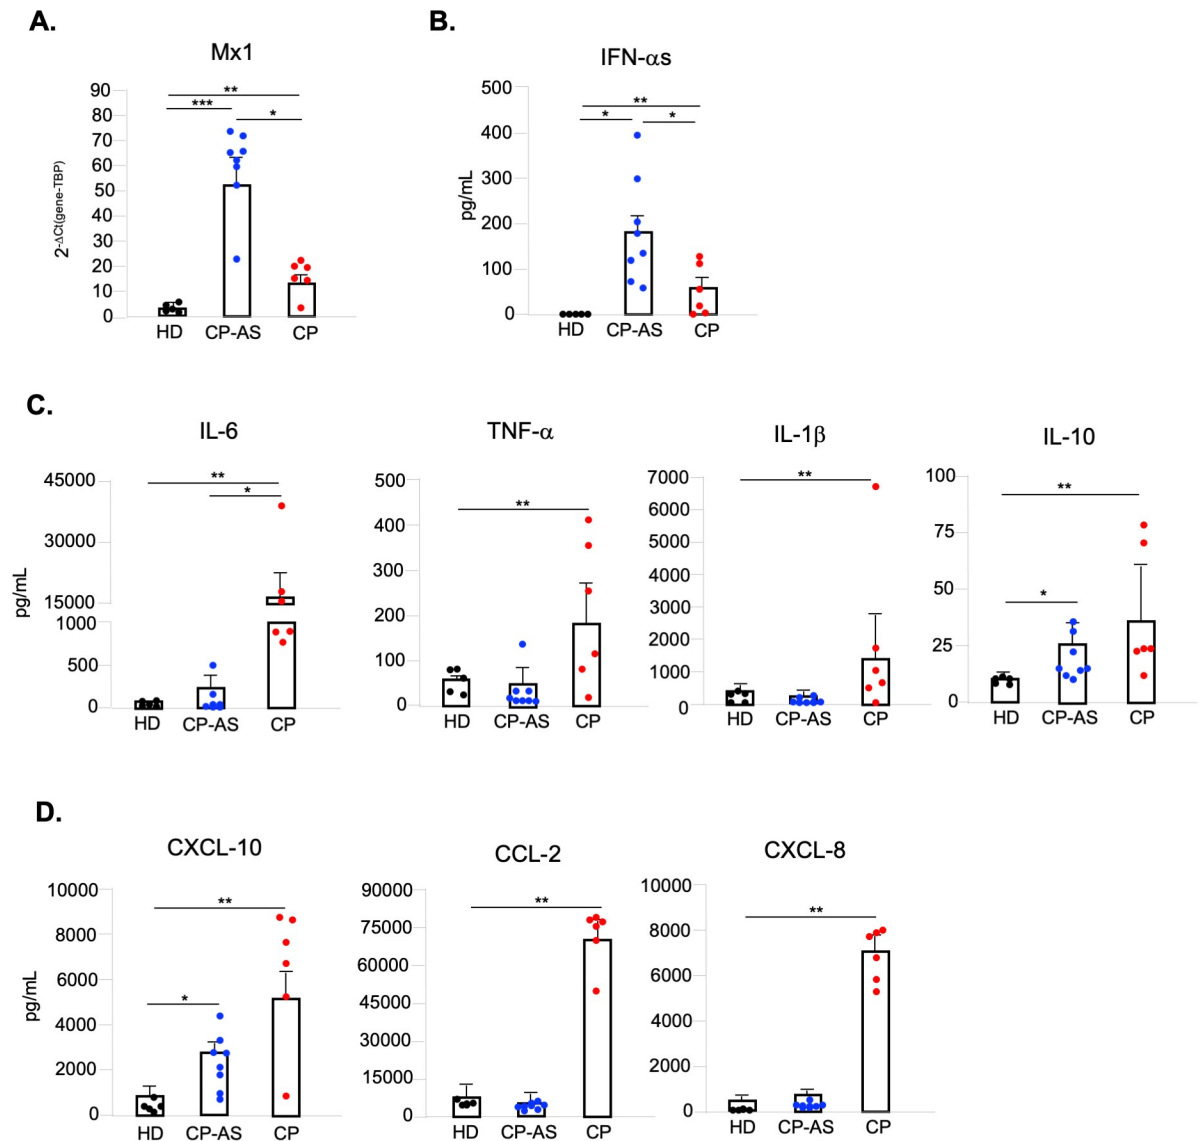 A.
Mx1
2-ΔCt(gene-TBP)
90
80
70
60
50
40
30
20
10
0
**
***
*
HD CP-AS CP
B.
IFN-αs
pg/mL
500
400
300
200
100
0
**
* *
HD CP-AS CP
C.
IL-6
pg/mL
45000
30000
15000
1000
500
0
**
*
HD CP-AS CP
TNF-α
500
400
300
200
100
0
**
HD CP-AS CP
IL-1β
7000
6000
5000
4000
3000
2000
1000
0
**
HD CP-AS CP
IL-10
100
75
50
25
0
**
*
HD CP-AS CP
D.
CXCL-10
pg/mL
10000
8000
6000
4000
2000
0
**
*
HD CP-AS CP
CCL-2
90000
75000
60000
45000
30000
15000
0
**
HD CP-AS CP
CXCL-8
10000
8000
6000
4000
2000
0
**
HD CP-AS CP